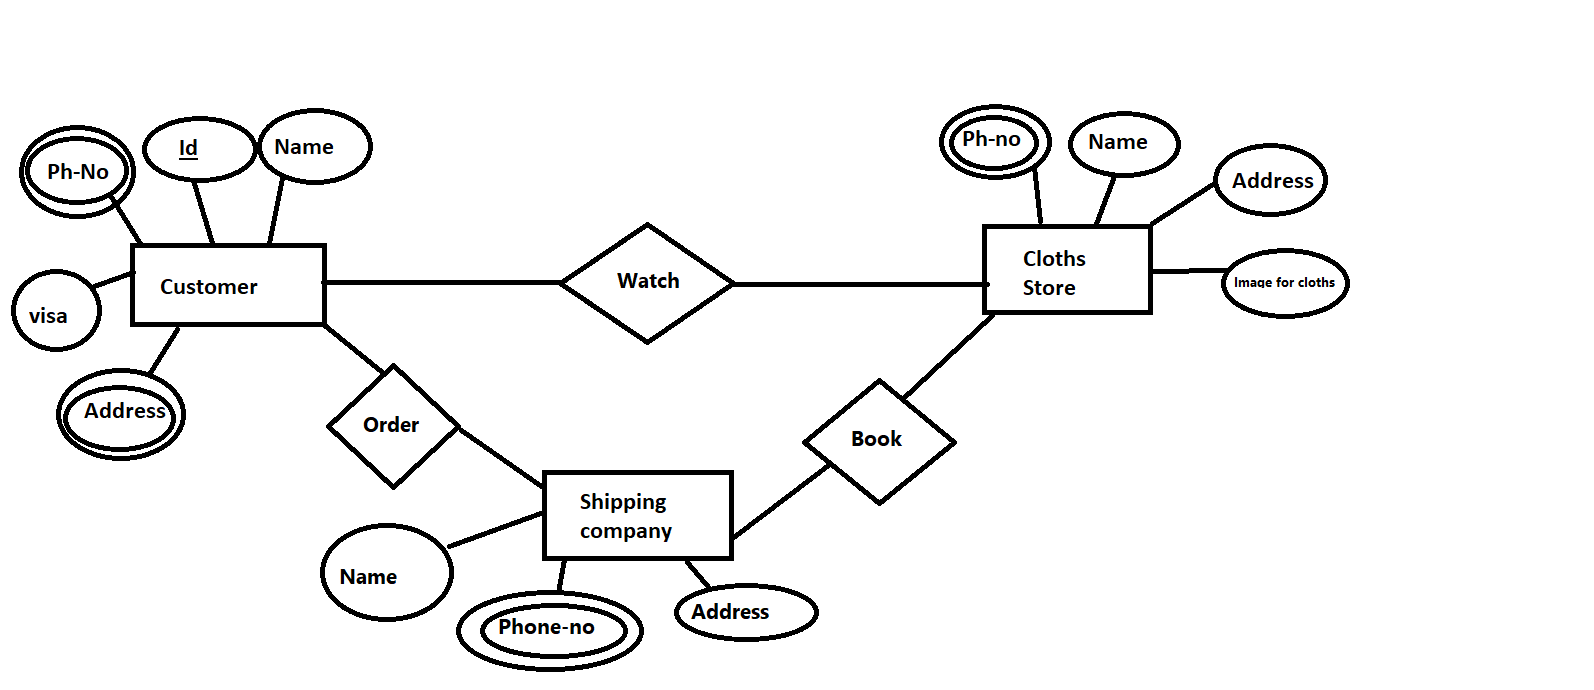 Ph-No
Id
Name
Ph-no
Name
Address
Customer
visa
Address
Watch
Cloths
Store
Image for cloths
Order
Book
Shipping
company
Name
Phone-no
Address